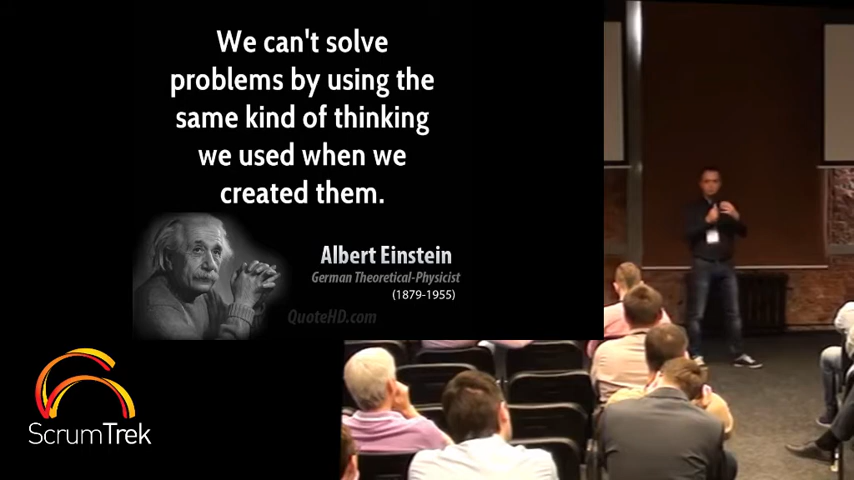 We can't solve
problems by using the
same kind of thinking
we used when we
created them.
Albert Einstein
German Theoretical-Physicist
(1879-1955)
QuoteHD.com
ScrumTrek